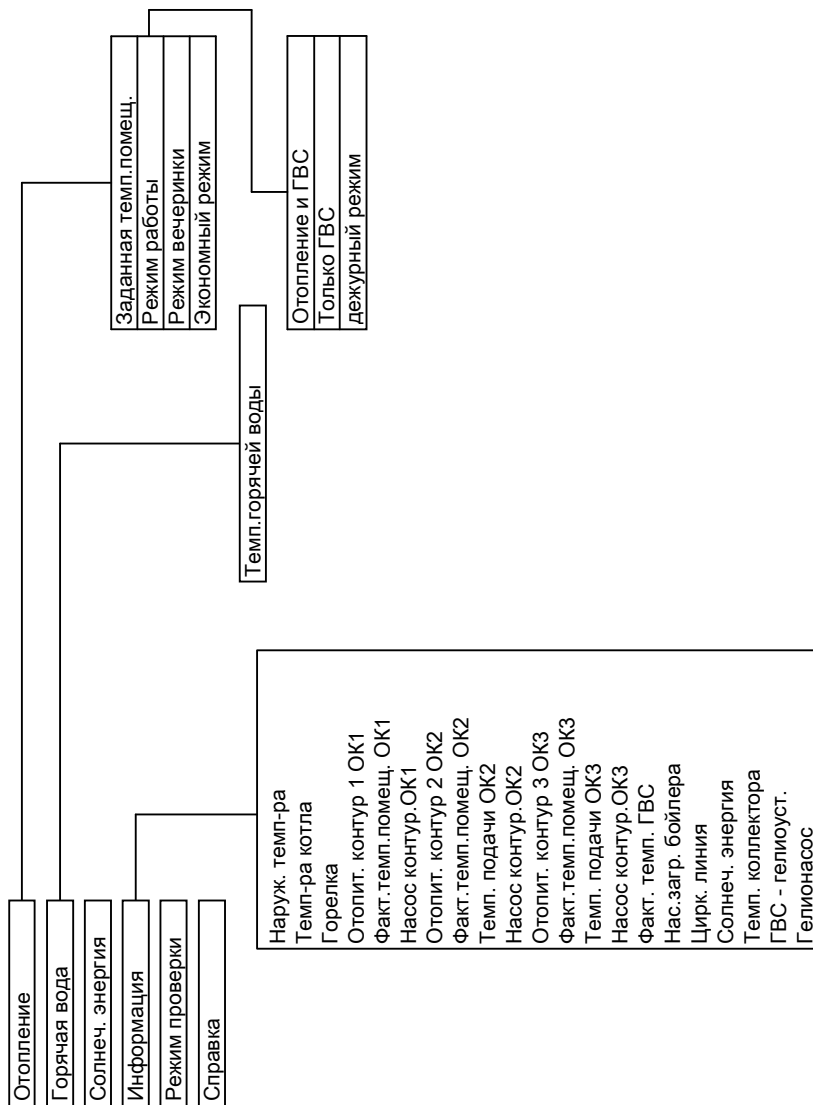 Отопление
Горячая вода
Солнеч. энергия
Информация
Режим проверки
Справка
Заданная темп.помещ.
Режим работы
Режим вечеринки
Экономный режим
Отопление и ГВС
Только ГВС
дежурный режим
Темп.горячей воды
Наруж. темп-ра
Темп-ра котла
Горелка
Отопит. контур 1 ОК1
Факт.темп.помещ. ОК1
Насос контур.ОК1
Отопит. контур 2 ОК2
Факт.темп.помещ. ОК2
Темп. подачи ОК2
Насос контур.ОК2
Отопит. контур 3 ОК3
Факт.темп.помещ. ОК3
Темп. подачи ОК3
Насос контур.ОК3
Факт. темп. ГВС
Нас.загр. бойлера
Цирк. линия
Солнеч. энергия
Темп. коллектора
ГВС - гелиоуст.
Гелионасос